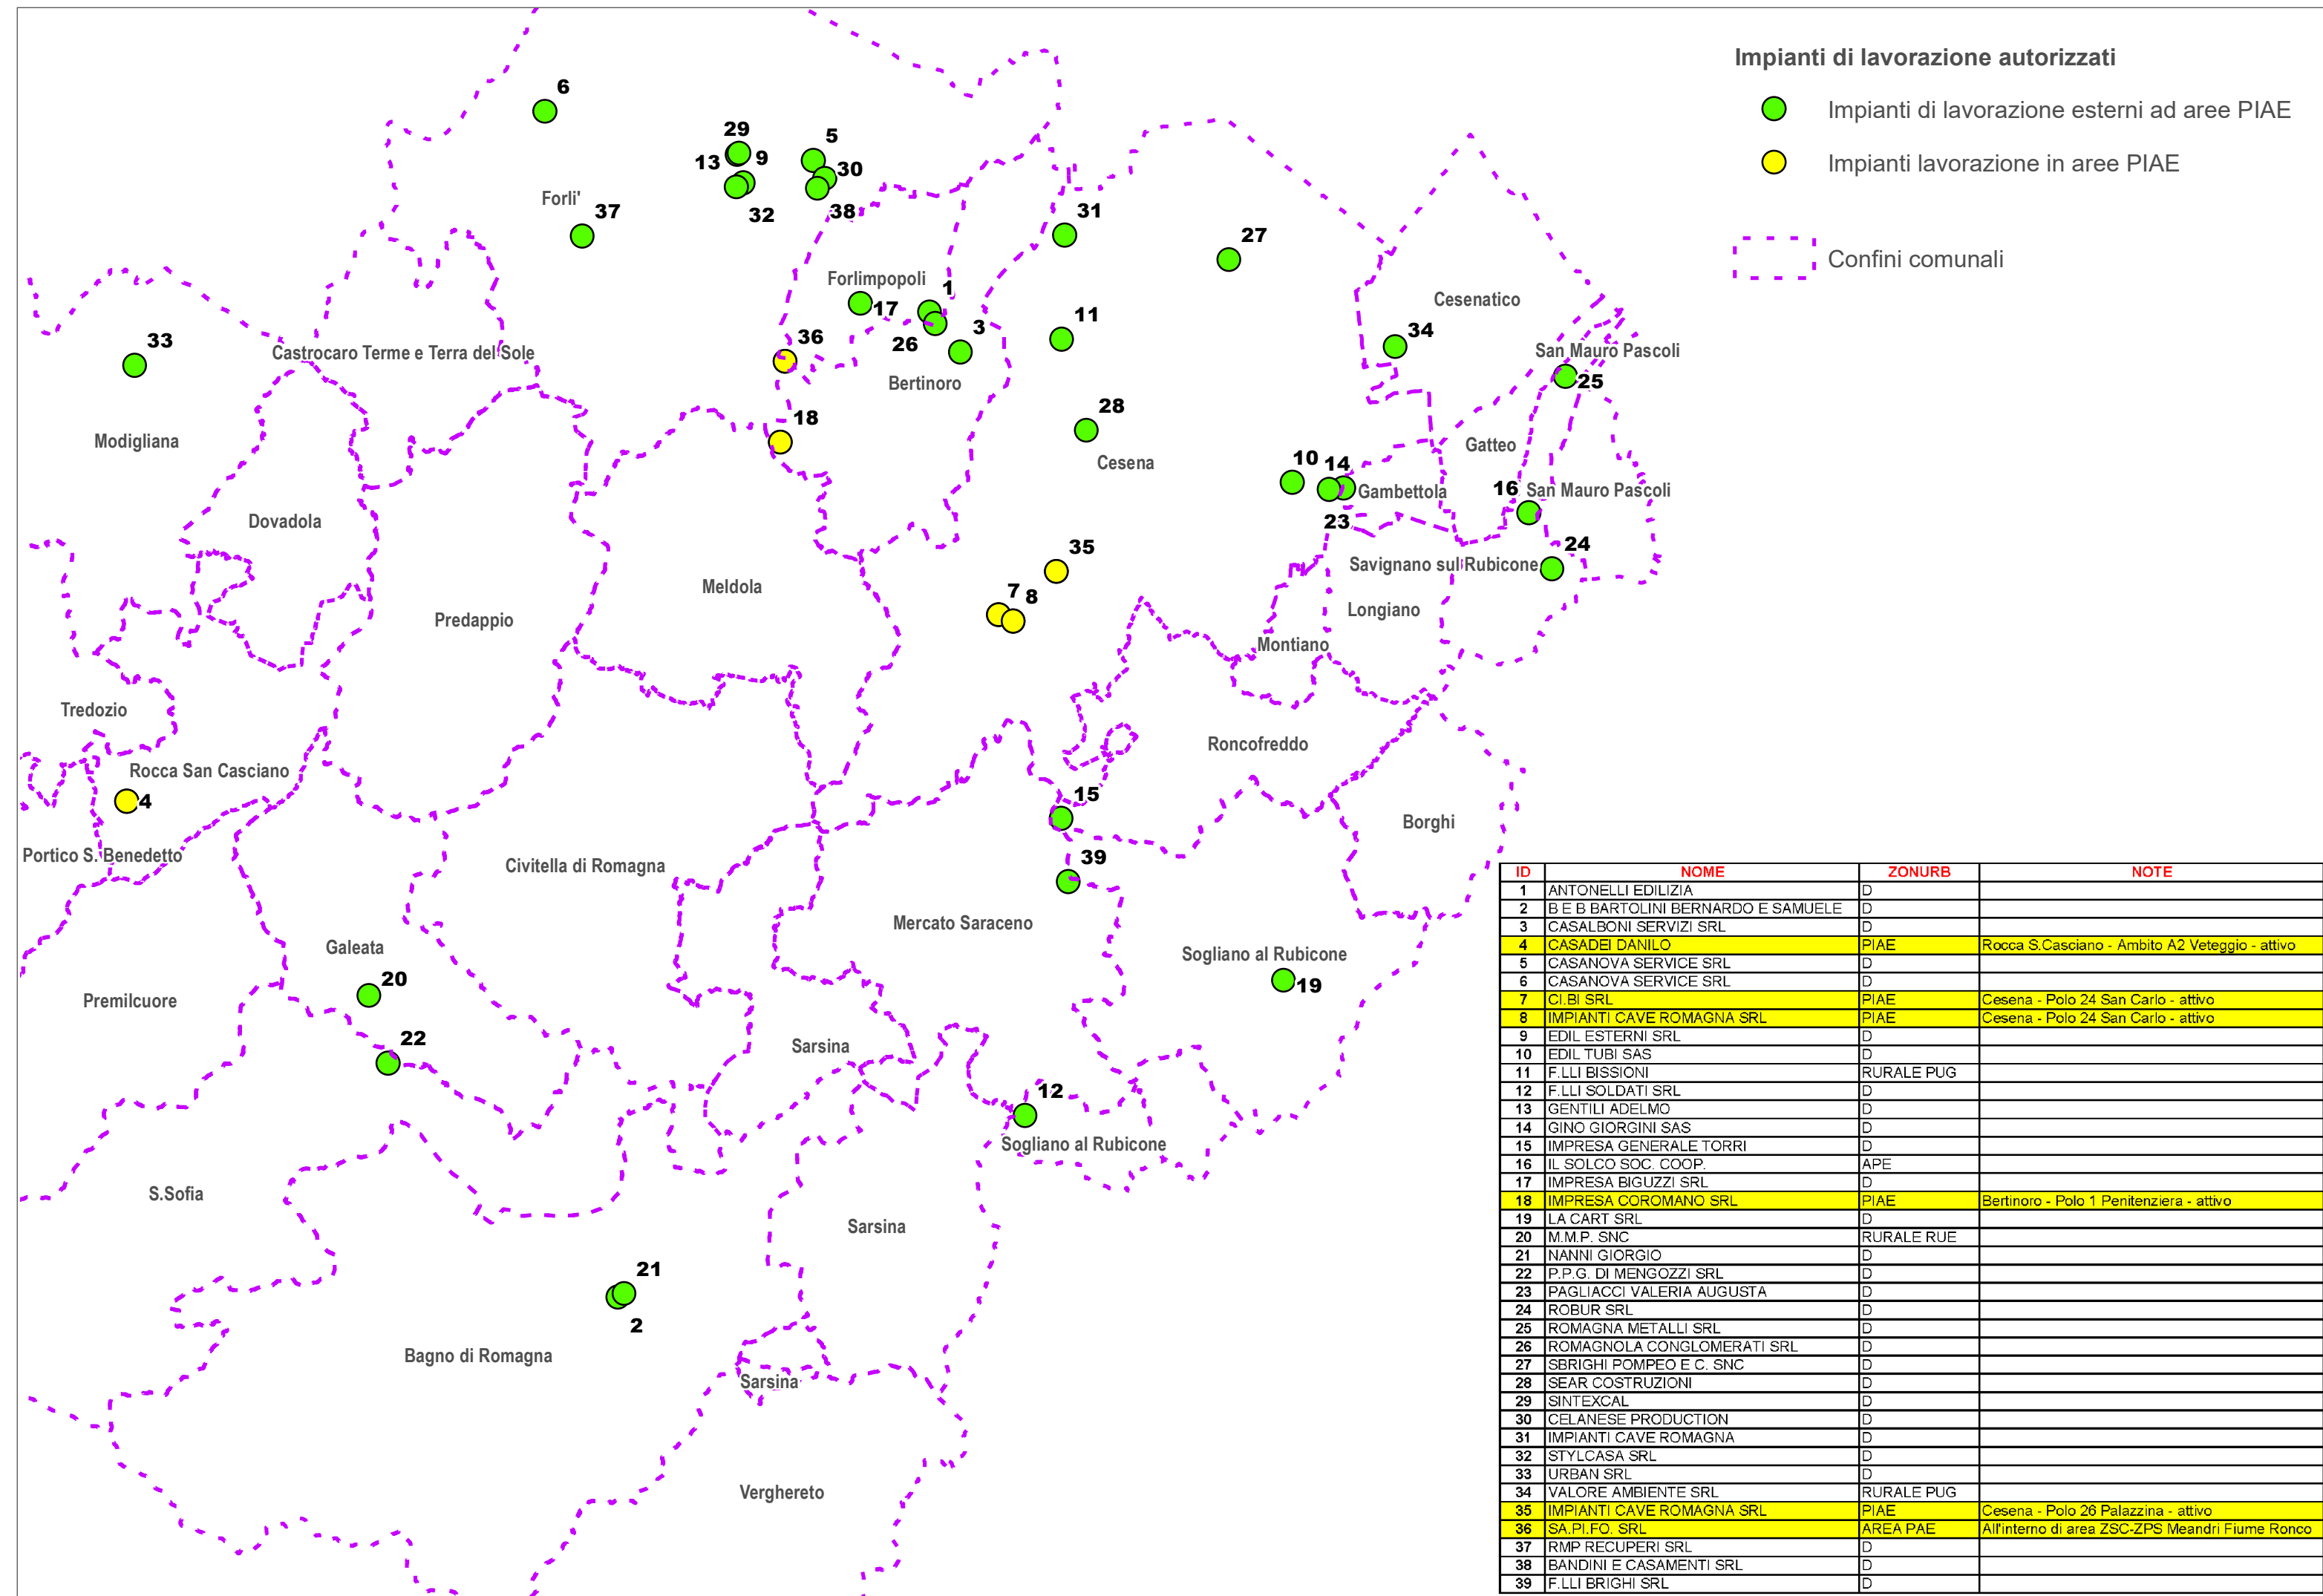 Impianti di lavorazione autorizzati
Impianti di lavorazione esterni ad aree PIAE
Impianti lavorazione in aree PIAE
Confini comunali
6
29
13
9
5
30
32
38
Forli'
37
31
27
Forlimpopoli
1
17
26
3
11
Cesenatico
34
33
Castrocaro Terme e Terra del Sole
36
Bertinoro
San Mauro Pascoli
25
18
28
Modigliana
Cesena
Gatteo
10
14
Gambettola
16
San Mauro Pascoli
23
Dovadola
24
35
Savignano sul Rubicone
Meldola
7
8
Longiano
Predappio
Montiano
Tredozio
Roncofreddo
Rocca San Casciano
4
15
Borghi
Portico S. Benedetto
39
Civitella di Romagna
Mercato Saraceno
Galeata
Sogliano al Rubicone
20
19
Premilcuore
22
Sarsina
12
Sogliano al Rubicone
S.Sofia
Sarsina
21
2
Bagno di Romagna
Sarsina
Verghereto
ID NOME ZONURB NOTE
1 ANTONELLI EDILIZIA D
2 B E B BARTOLINI BERNARDO E SAMUELE D
3 CASALBONI SERVIZI SRL D
4 CASADEI DANILO PIAE Rocca S.Casciano - Ambito A2 Veteggio - attivo
5 CASANOVA SERVICE SRL D
6 CASANOVA SERVICE SRL D
7 CI.BI SRL PIAE Cesena - Polo 24 San Carlo - attivo
8 IMPIANTI CAVE ROMAGNA SRL PIAE Cesena - Polo 24 San Carlo - attivo
9 EDIL ESTERNI SRL D
10 EDIL TUBI SAS D
11 F.LLI BISSIONI RURALE PUG
12 F.LLI SOLDATI SRL D
13 GENTILI ADELMO D
14 GINO GIORGINI SAS D
15 IMPRESA GENERALE TORRI D
16 IL SOLCO SOC. COOP. APE
17 IMPRESA BIGUZZI SRL D
18 IMPRESA COROMANO SRL PIAE Bertinoro - Polo 1 Penitenziera - attivo
19 LA CART SRL D
20 M.M.P. SNC RURALE RUE
21 NANNI GIORGIO D
22 P.P.G. DI MENGOZZI SRL D
23 PAGLIACCI VALERIA AUGUSTA D
24 ROBUR SRL D
25 ROMAGNA METALLI SRL D
26 ROMAGNOLA CONGLOMERATI SRL D
27 SBRIGHI POMPEO E C. SNC D
28 SEAR COSTRUZIONI D
29 SINTEXCAL D
30 CELANESE PRODUCTION D
31 IMPIANTI CAVE ROMAGNA D
32 STYLCASA SRL D
33 URBAN SRL D
34 VALORE AMBIENTE SRL RURALE PUG
35 IMPIANTI CAVE ROMAGNA SRL PIAE Cesena - Polo 26 Palazzina - attivo
36 SA.PI.FO. SRL AREA PAE All'interno di area ZSC-ZPS Meandri Fiume Ronco
37 RMP RECUPERI SRL D
38 BANDINI E CASAMENTI SRL D
39 F.LLI BRIGHI SRL D